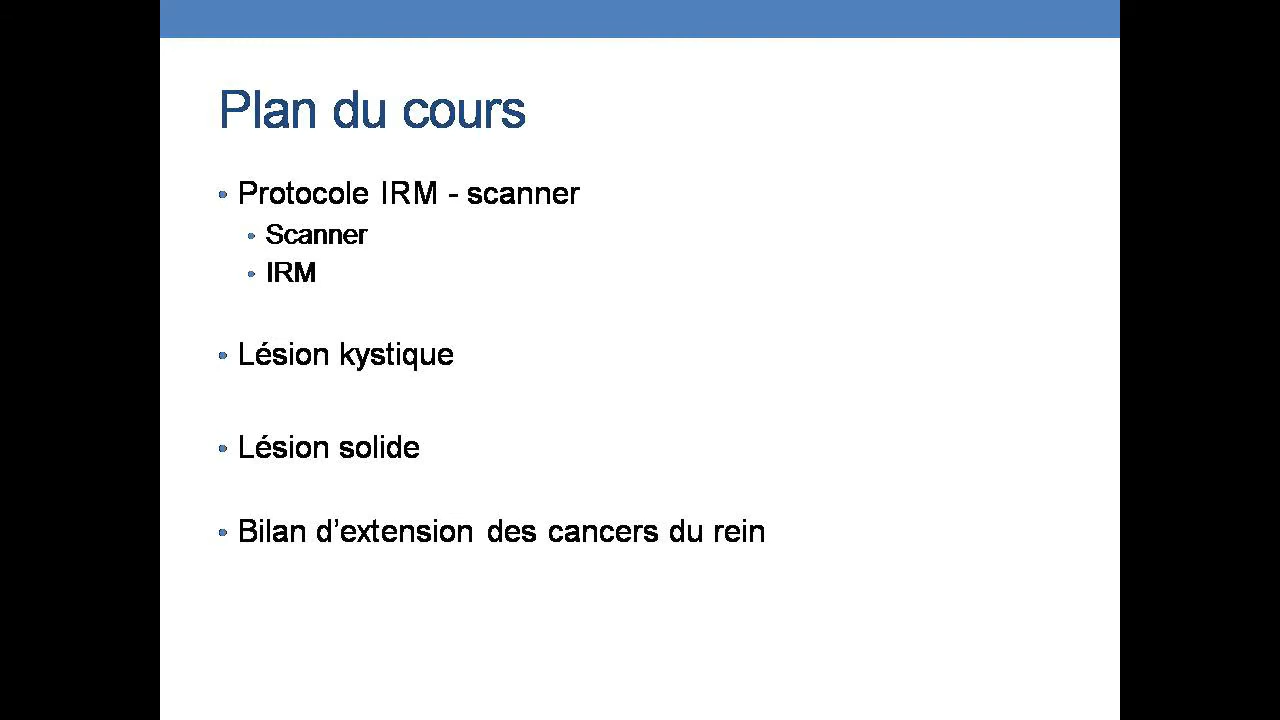 Plan du cours
• Protocole IRM - scanner
• Scanner
• IRM
• Lésion kystique
• Lésion solide
• Bilan d’extension des cancers du rein